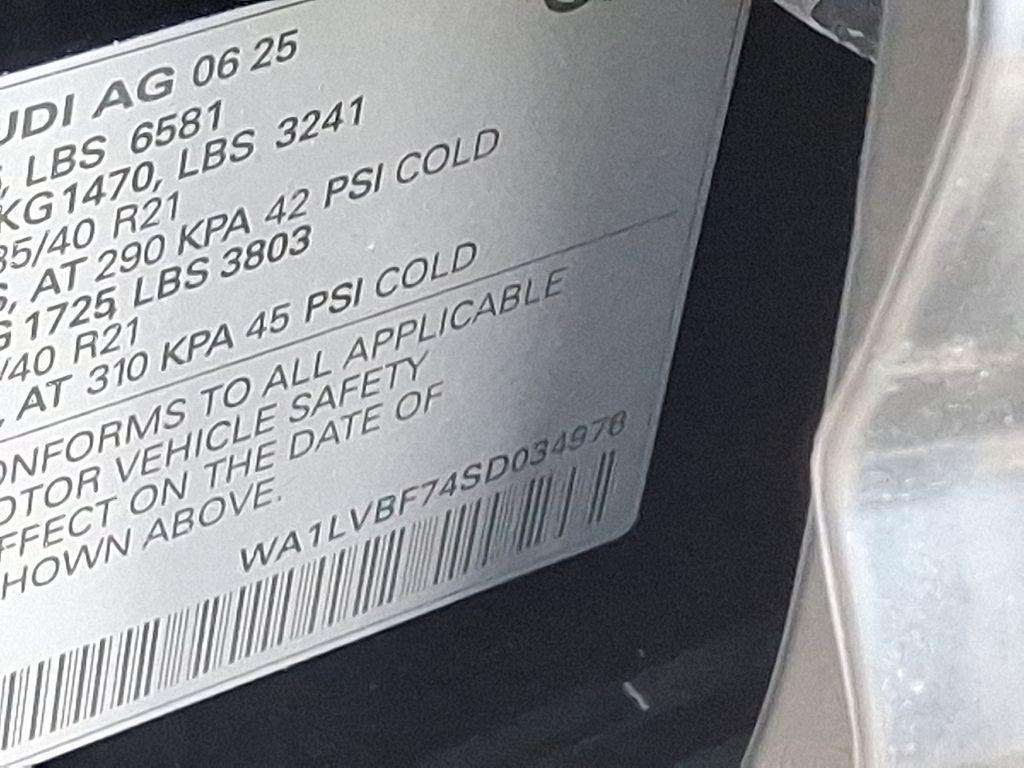 UDI AG 06 25
, LBS 6581
KG1470, LBS 3241
35/40 R21
, AT 290 KPA 42 PSI COLD
G 1725, LBS 3803
/40 R21
, AT 310 KPA 45 PSI COLD
ONFORMS TO ALL APPLICABLE
OTOR VEHICLE SAFETY
FFECT ON THE DATE OF
HOWN ABOVE.
WA1LVBF74SD034978